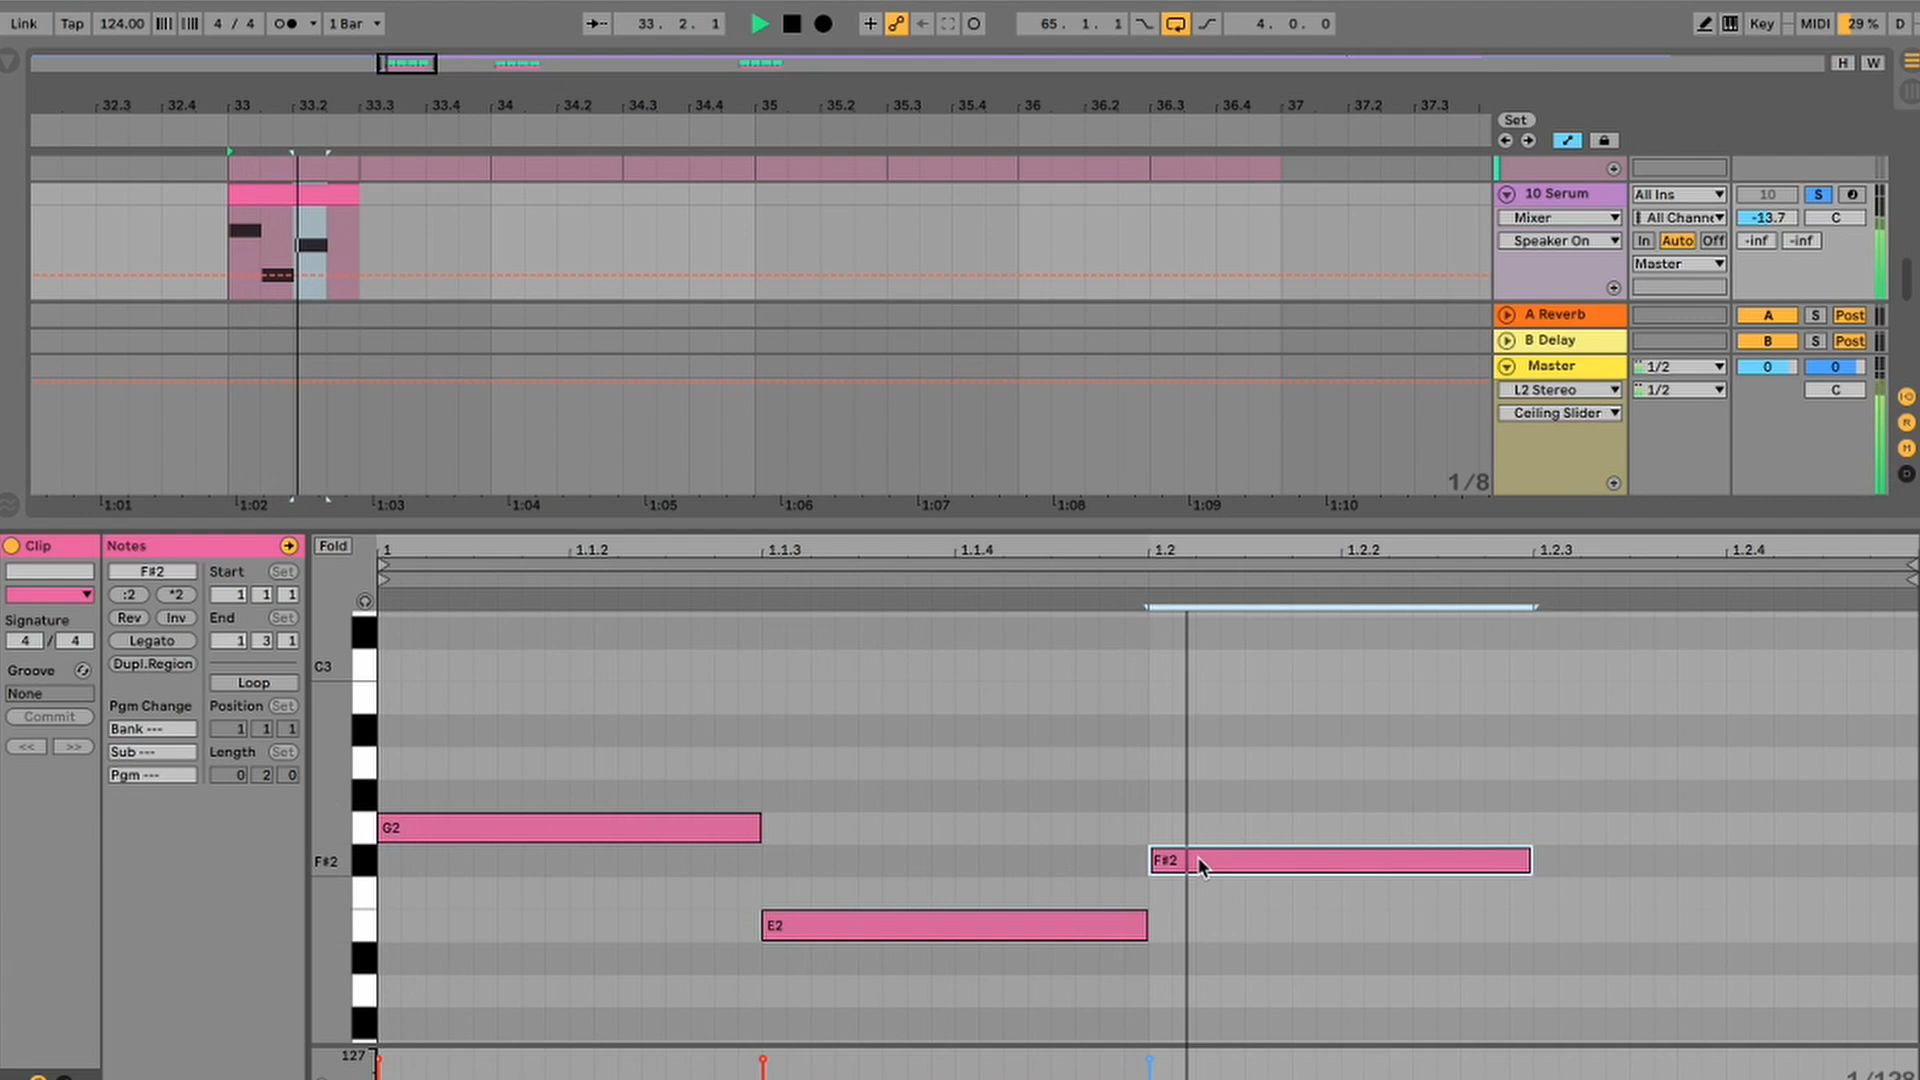 Link Tap 124.00 4 / 4 1 Bar 33. 2. 1 65. 1. 1 4. 0. 0 Key MIDI 29 % D
H W
32.3 32.4 33 33.2 33.3 33.4 34 34.2 34.3 34.4 35 35.2 35.3 35.4 36 36.2 36.3 36.4 37 37.2 37.3
Set
10 Serum All Ins 10 S
Mixer All Channe -13.7 C
Speaker On In Auto Off -inf -inf
Master
A Reverb A S Post
B Delay B S Post
Master 1/2 0 0
L2 Stereo 1/2 C
Ceiling Slider
1/8
1:01 1:02 1:03 1:04 1:05 1:06 1:07 1:08 1:09 1:10
R
M
D
Clip Notes Fold 1 1.1.2 1.1.3 1.1.4 1.2 1.2.2 1.2.3 1.2.4
F#2 Start Set
:2 *2 1 1 1
Signature Rev Inv End Set
4 / 4 Legato 1 3 1
Groove Dupl.Region C3
None Loop
Commit Pgm Change Position Set
<< >> Bank --- 1 1 1
Sub --- Length Set
Pgm --- 0 2 0
G2
F#2 F#2
E2
127
1/128